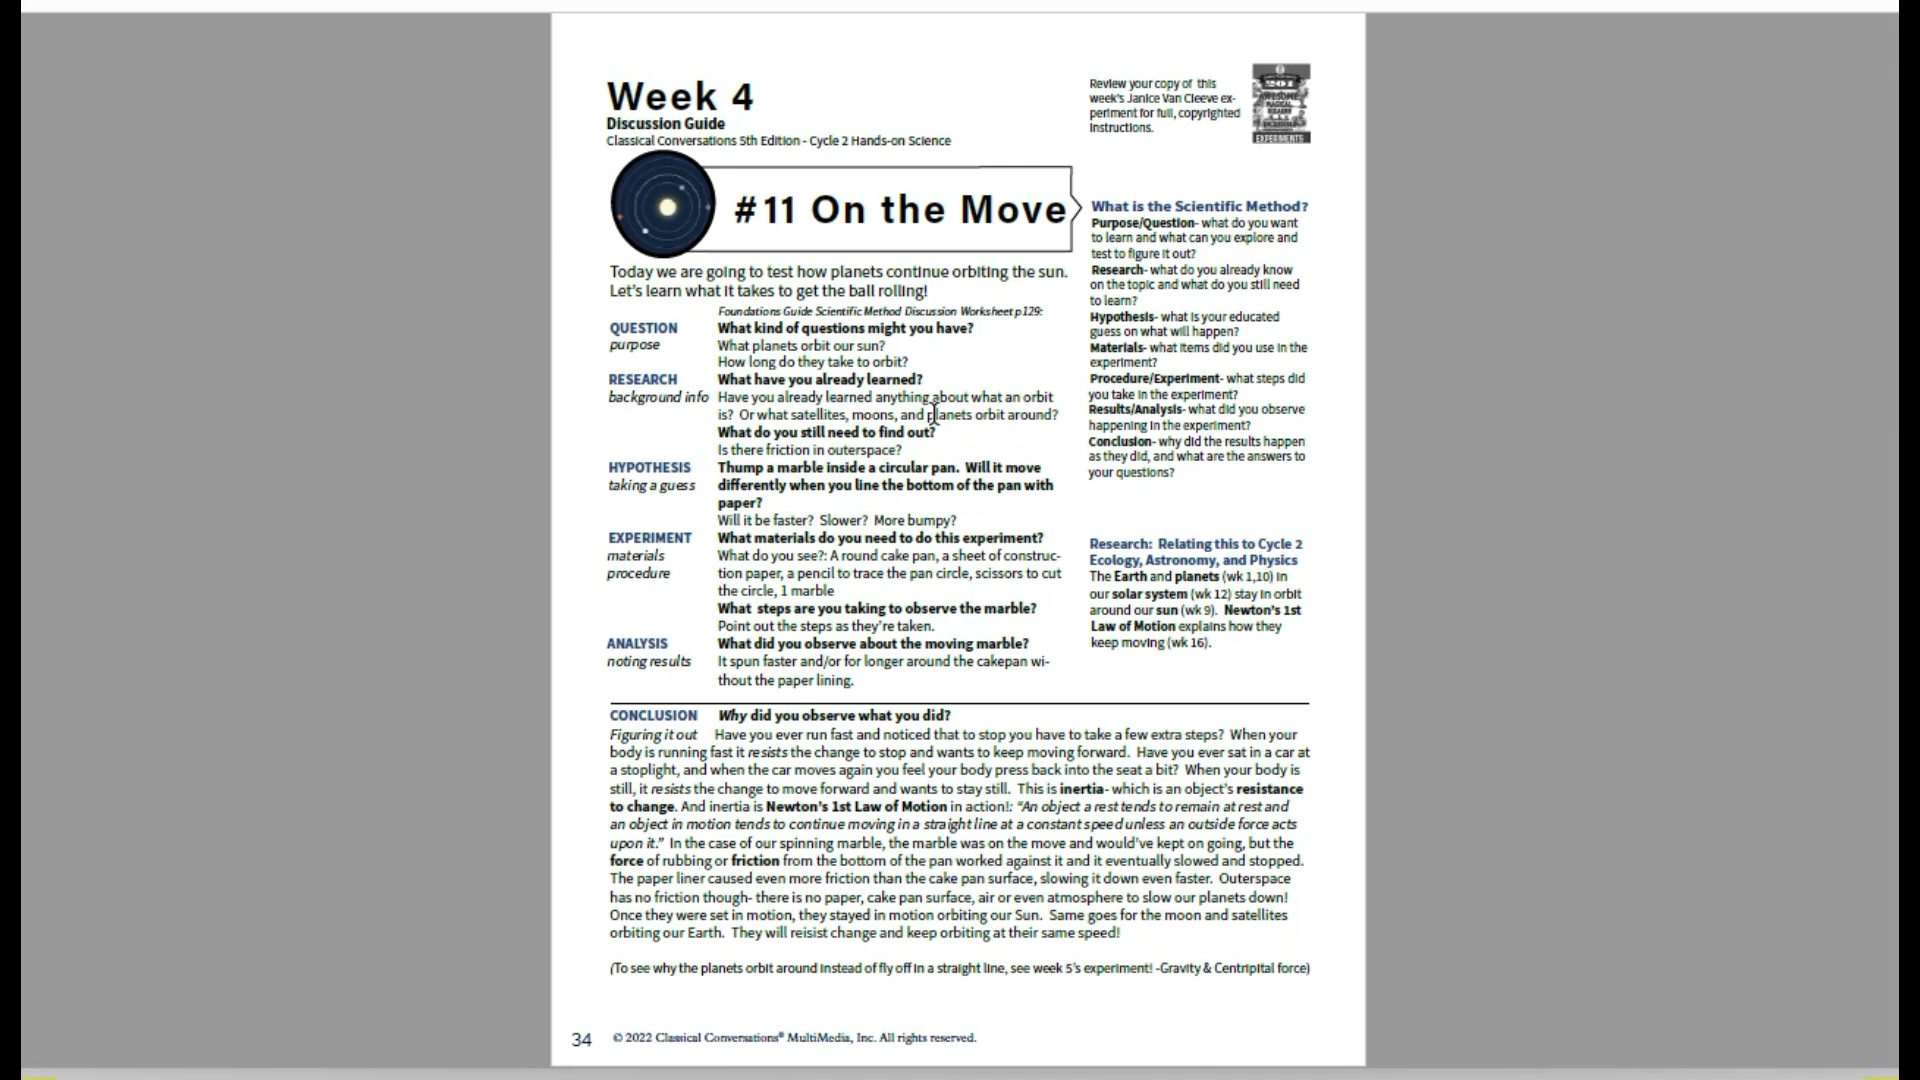 Week 4
Discussion Guide
Classical Conversations 5th Edition - Cycle 2 Hands-on Science
Review your copy of this
week's Janice Van Cleeve ex-
periment for full, copyrighted
instructions.
201
AWESOME
MAGICAL
BIZARRE
&
INCREDIBLE
EXPERIMENTS
#11 On the Move
Today we are going to test how planets continue orbiting the sun.
Let's learn what it takes to get the ball rolling!
Foundations Guide Scientific Method Discussion Worksheet p129:
QUESTION
purpose
What kind of questions might you have?
What planets orbit our sun?
How long do they take to orbit?
RESEARCH
background info
What have you already learned?
Have you already learned anything about what an orbit
is? Or what satellites, moons, and planets orbit around?
What do you still need to find out?
Is there friction in outerspace?
HYPOTHESIS
taking a guess
Thump a marble inside a circular pan. Will it move
differently when you line the bottom of the pan with
paper?
Will it be faster? Slower? More bumpy?
EXPERIMENT
materials
procedure
What materials do you need to do this experiment?
What do you see?: A round cake pan, a sheet of construc-
tion paper, a pencil to trace the pan circle, scissors to cut
the circle, 1 marble
What steps are you taking to observe the marble?
Point out the steps as they're taken.
ANALYSIS
noting results
What did you observe about the moving marble?
It spun faster and/or for longer around the cakepan wi-
thout the paper lining.
What is the Scientific Method?
Purpose/Question- what do you want
to learn and what can you explore and
test to figure it out?
Research- what do you already know
on the topic and what do you still need
to learn?
Hypothesis- what is your educated
guess on what will happen?
Materials- what items did you use in the
experiment?
Procedure/Experiment- what steps did
you take in the experiment?
Results/Analysis- what did you observe
happening in the experiment?
Conclusion- why did the results happen
as they did, and what are the answers to
your questions?
Research: Relating this to Cycle 2
Ecology, Astronomy, and Physics
The Earth and planets (wk 1,10) in
our solar system (wk 12) stay in orbit
around our sun (wk 9). Newton's 1st
Law of Motion explains how they
keep moving (wk 16).
CONCLUSION Why did you observe what you did?
Figuring it out Have you ever run fast and noticed that to stop you have to take a few extra steps? When your
body is running fast it resists the change to stop and wants to keep moving forward. Have you ever sat in a car at
a stoplight, and when the car moves again you feel your body press back into the seat a bit? When your body is
still, it resists the change to move forward and wants to stay still. This is inertia- which is an object's resistance
to change. And inertia is Newton's 1st Law of Motion in action!: "An object a rest tends to remain at rest and
an object in motion tends to continue moving in a straight line at a constant speed unless an outside force acts
upon it." In the case of our spinning marble, the marble was on the move and would've kept on going, but the
force of rubbing or friction from the bottom of the pan worked against it and it eventually slowed and stopped.
The paper liner caused even more friction than the cake pan surface, slowing it down even faster. Outerspace
has no friction though- there is no paper, cake pan surface, air or even atmosphere to slow our planets down!
Once they were set in motion, they stayed in motion orbiting our Sun. Same goes for the moon and satellites
orbiting our Earth. They will reisist change and keep orbiting at their same speed!
(To see why the planets orbit around instead of fly off in a straight line, see week 5's experiment! -Gravity & Centripital force)
34 © 2022 Classical Conversations® MultiMedia, Inc. All rights reserved.